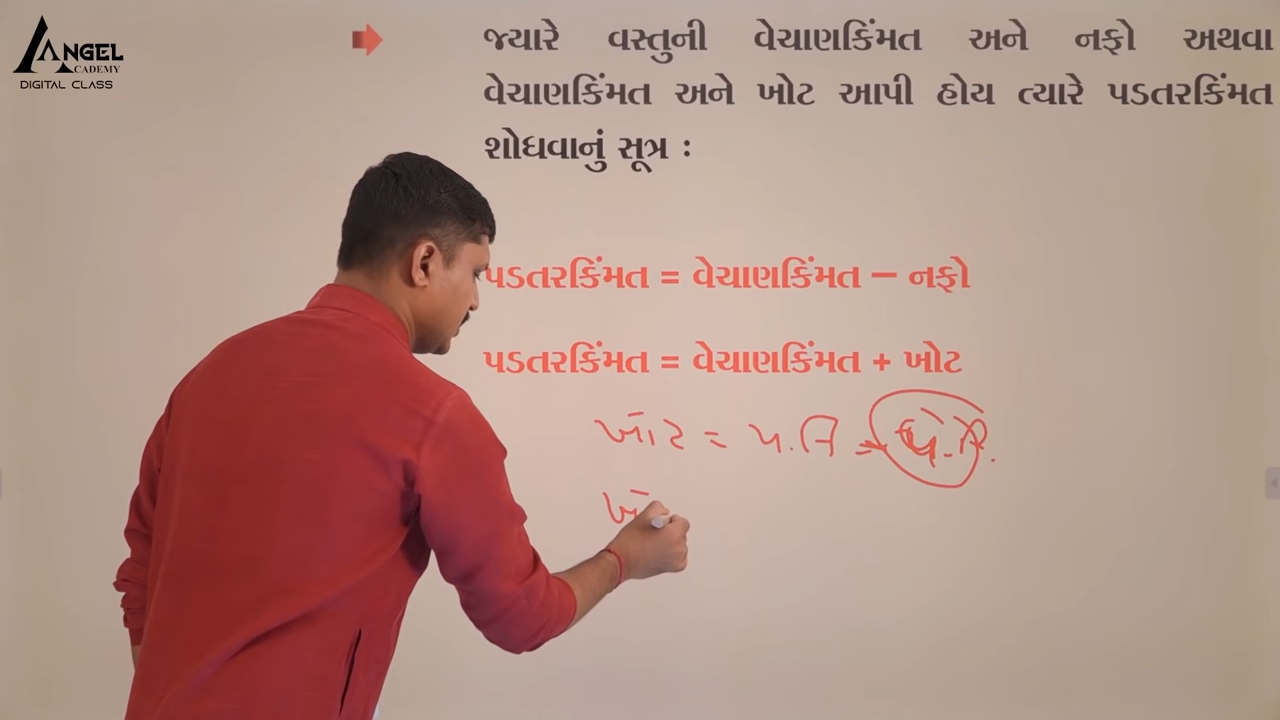 ANGEL
ACADEMY
DIGITAL CLASS
જ્યારે વસ્તુની વેચાણકિંમત અને નફો અથવા
વેચાણકિંમત અને ખોટ આપી હોય ત્યારે પડતરકિંમત
શોધવાનું સૂત્ર :
પડતરકિંમત = વેચાણકિંમત – નફો
પડતરકિંમત = વેચાણકિંમત + ખોટ
ખોટ = પ.કિં -